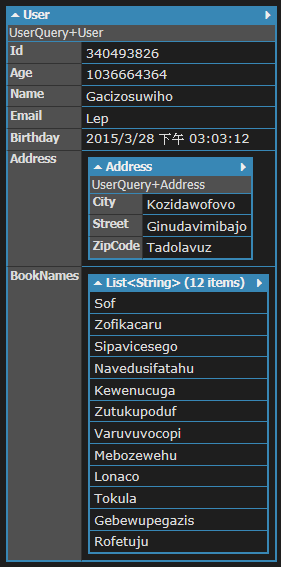 User
UserQuery+User
Id 340493826
Age 1036664364
Name Gacizosuwiho
Email Lep
Birthday 2015/3/28 下午 03:03:12
Address
Address
UserQuery+Address
City Kozidawofovo
Street Ginudavimibajo
ZipCode Tadolavuz
BookNames
List<String> (12 items)
Sof
Zofikacaru
Sipavicesego
Navedusifatahu
Kewenucuga
Zutukupoduf
Varuvuvocopi
Mebozewehu
Lonaco
Tokula
Gebewupegazis
Rofetuju